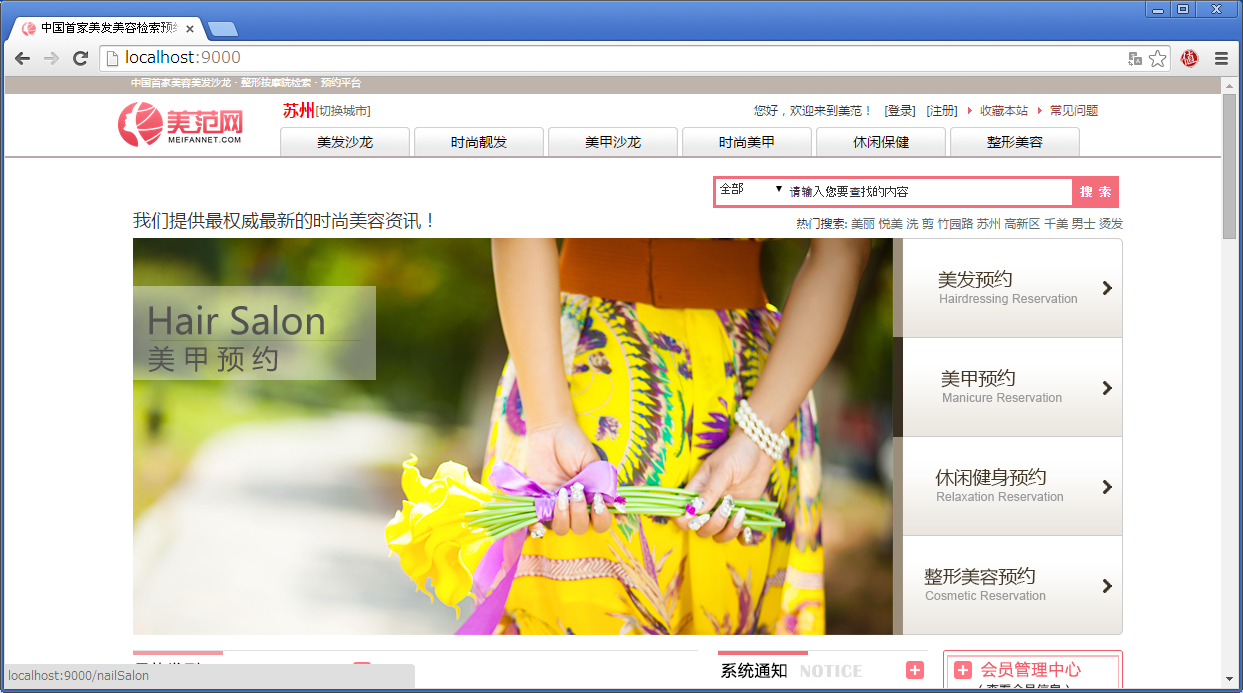 中国首家美发美容检索预约
localhost:9000
中国首家美容美发沙龙 - 整形按摩院检索 - 预约平台
美范网
MEIFANNET.COM
苏州[切换城市]
您好，欢迎来到美范！ [登录] [注册] 收藏本站 常见问题
美发沙龙 时尚靓发 美甲沙龙 时尚美甲 休闲保健 整形美容
全部 请输入您要查找的内容 搜 索
我们提供最权威最新的时尚美容资讯！
热门搜索: 美丽 悦美 洗 剪 竹园路 苏州 高新区 千美 男士 烫发
Hair Salon
美甲预约
美发预约
Hairdressing Reservation
美甲预约
Manicure Reservation
休闲健身预约
Relaxation Reservation
整形美容预约
Cosmetic Reservation
系统通知 NOTICE
会员管理中心
localhost:9000/nailSalon